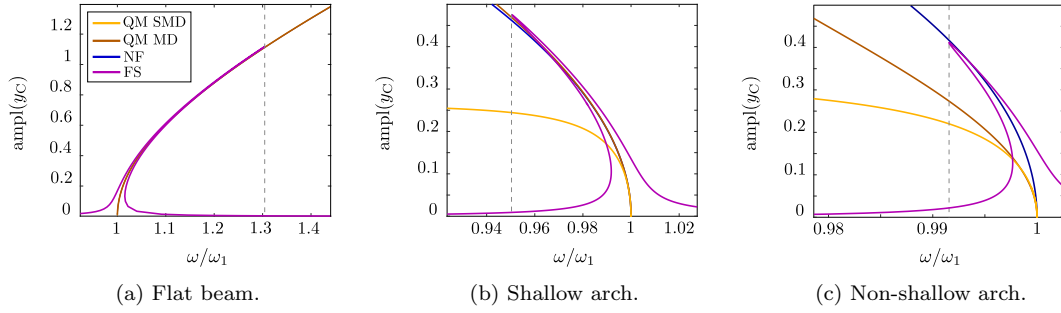 QM SMD
QM MD
NF
FS
ampl(y_C)
1.2
1
0.8
0.6
0.4
0.2
0
1
1.1
1.2
1.3
1.4
ω/ω₁
(a) Flat beam.
ampl(y_C)
0.4
0.3
0.2
0.1
0
0.94
0.96
0.98
1
1.02
ω/ω₁
(b) Shallow arch.
ampl(y_C)
0.4
0.3
0.2
0.1
0
0.98
0.99
1
ω/ω₁
(c) Non-shallow arch.